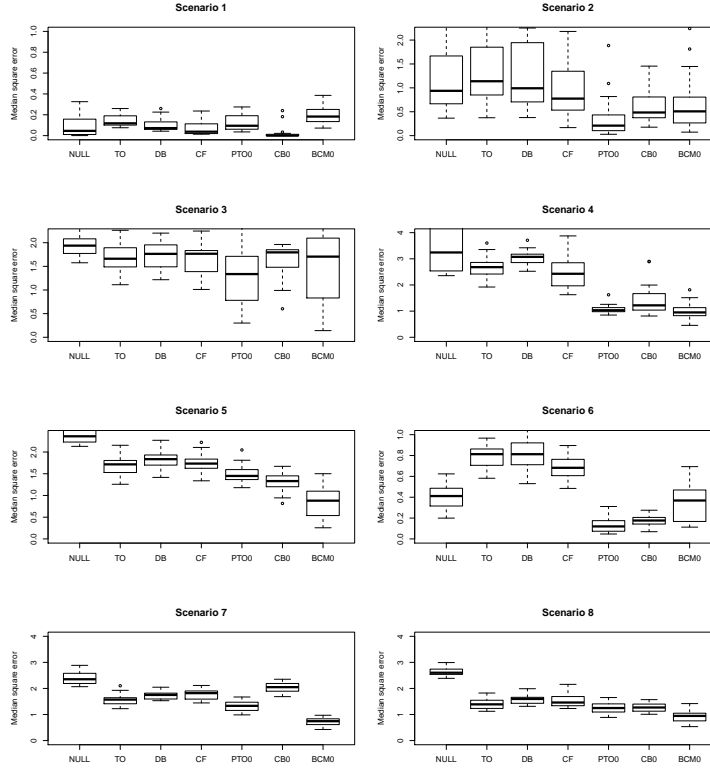 Scenario 1
Median square error
0.0 0.2 0.4 0.6 0.8 1.0
NULL TO DB CF PTO0 CB0 BCM0
Scenario 2
Median square error
0.0 0.5 1.0 1.5 2.0
NULL TO DB CF PTO0 CB0 BCM0
Scenario 3
Median square error
0.0 0.5 1.0 1.5 2.0
NULL TO DB CF PTO0 CB0 BCM0
Scenario 4
Median square error
0 1 2 3 4
NULL TO DB CF PTO0 CB0 BCM0
Scenario 5
Median square error
0.0 0.5 1.0 1.5 2.0
NULL TO DB CF PTO0 CB0 BCM0
Scenario 6
Median square error
0.0 0.2 0.4 0.6 0.8 1.0
NULL TO DB CF PTO0 CB0 BCM0
Scenario 7
Median square error
0 1 2 3 4
NULL TO DB CF PTO0 CB0 BCM0
Scenario 8
Median square error
0 1 2 3 4
NULL TO DB CF PTO0 CB0 BCM0